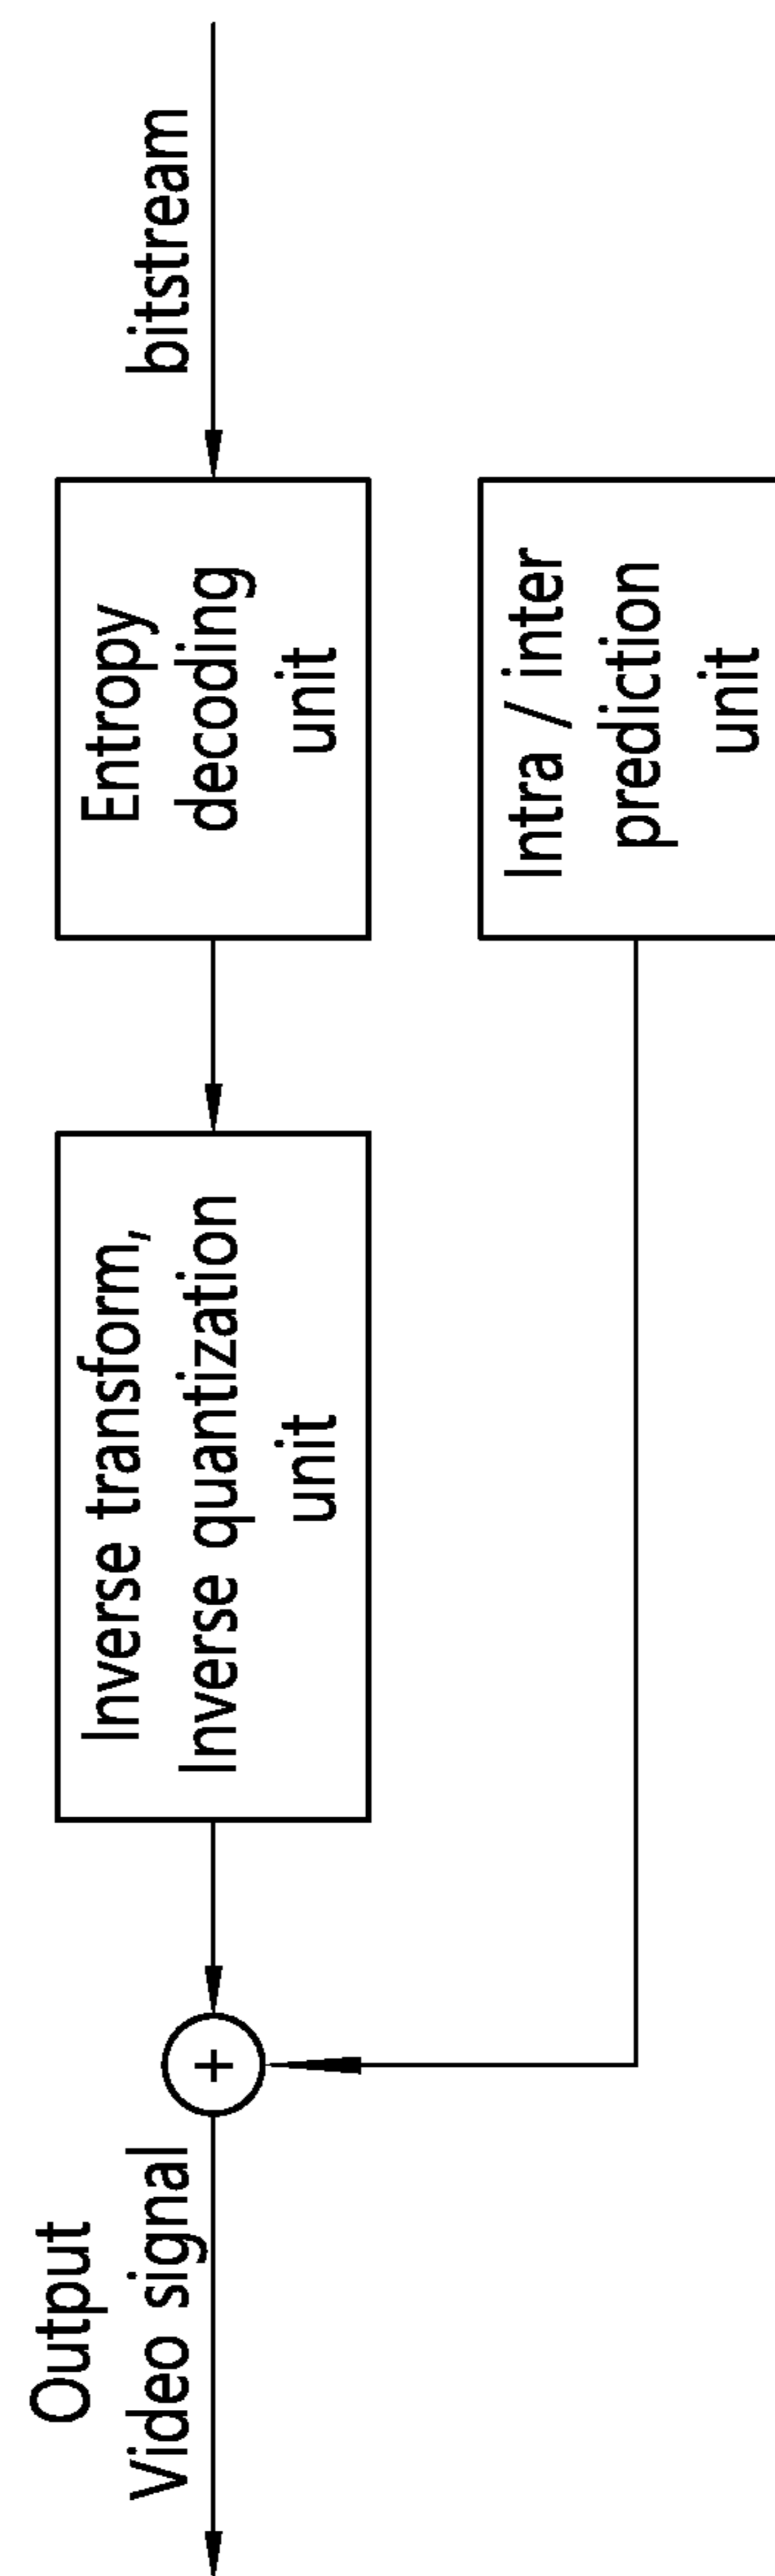 Output
Video signal
+
Inverse transform,
Inverse quantization
unit
Entropy
decoding
unit
bitstream
Intra / inter
prediction
unit